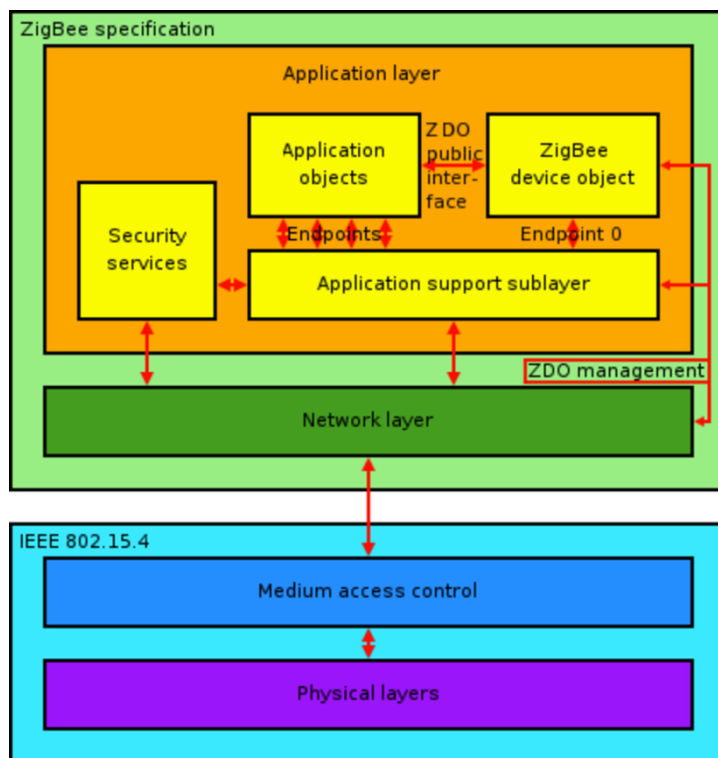 ZigBee specification
Application layer
Application
objects
ZDO
public
inter-
face
ZigBee
device object
Security
services
Endpoints
Endpoint 0
Application support sublayer
ZDO management
Network layer
IEEE 802.15.4
Medium access control
Physical layers